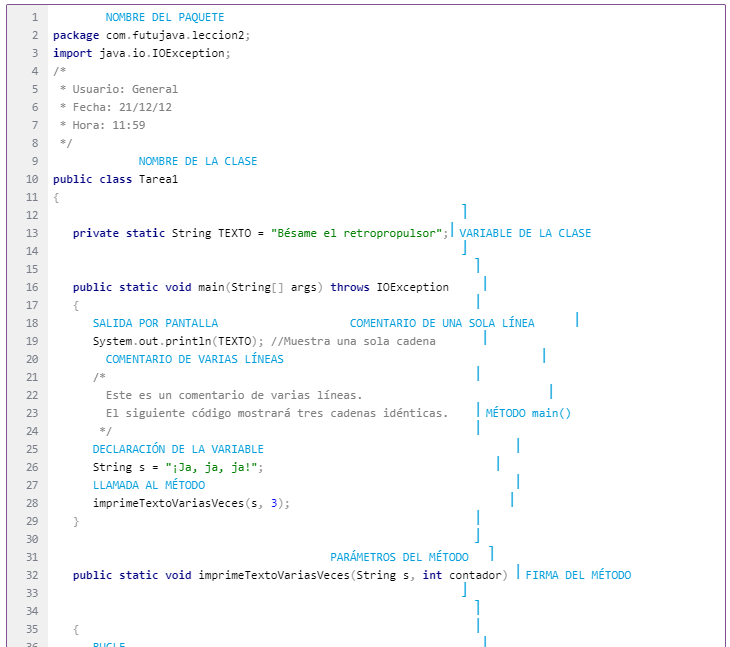 1 NOMBRE DEL PAQUETE
2 package com.futujava.leccion2;
3 import java.io.IOException;
4 /*
5 * Usuario: General
6 * Fecha: 21/12/12
7 * Hora: 11:59
8 */
9 NOMBRE DE LA CLASE
10 public class Tarea1
11 {
12
13 private static String TEXTO = "Bésame el retropropulsor"; VARIABLE DE LA CLASE
14
15
16 public static void main(String[] args) throws IOException
17 {
18 SALIDA POR PANTALLA COMENTARIO DE UNA SOLA LÍNEA
19 System.out.println(TEXTO); //Muestra una sola cadena
20 COMENTARIO DE VARIAS LÍNEAS
21 /*
22 Este es un comentario de varias líneas.
23 El siguiente código mostrará tres cadenas idénticas. MÉTODO main()
24 */
25 DECLARACIÓN DE LA VARIABLE
26 String s = "¡Ja, ja, ja!";
27 LLAMADA AL MÉTODO
28 imprimeTextoVariasVeces(s, 3);
29 }
30
31 PARÁMETROS DEL MÉTODO
32 public static void imprimeTextoVariasVeces(String s, int contador) FIRMA DEL MÉTODO
33
34
35 {
36 BUCLE